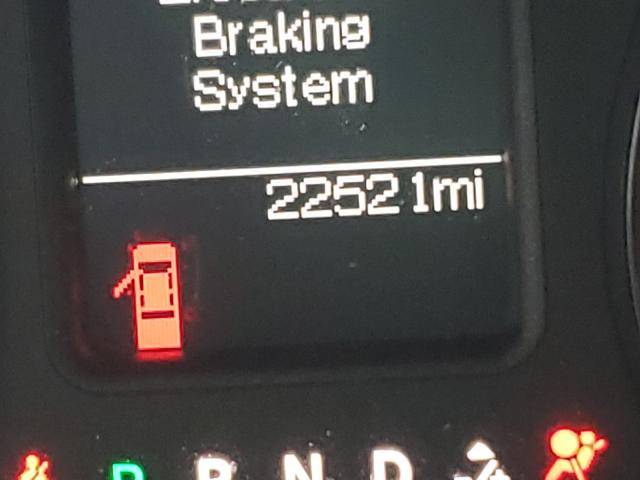 Braking
System
22521mi
P R N D